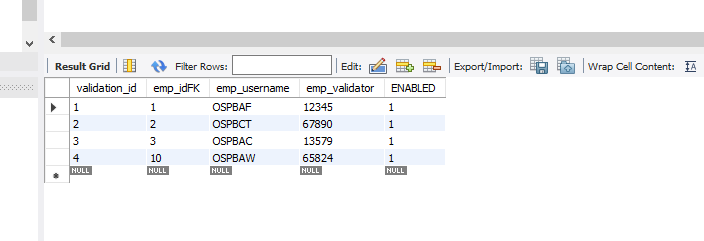 Result Grid Filter Rows: Edit: Export/Import: Wrap Cell Content: IA
validation_id emp_idFK emp_username emp_validator ENABLED
1 1 OSPBAF 12345 1
2 2 OSPBCT 67890 1
3 3 OSPBAC 13579 1
4 10 OSPBAW 65824 1
NULL NULL NULL NULL NULL